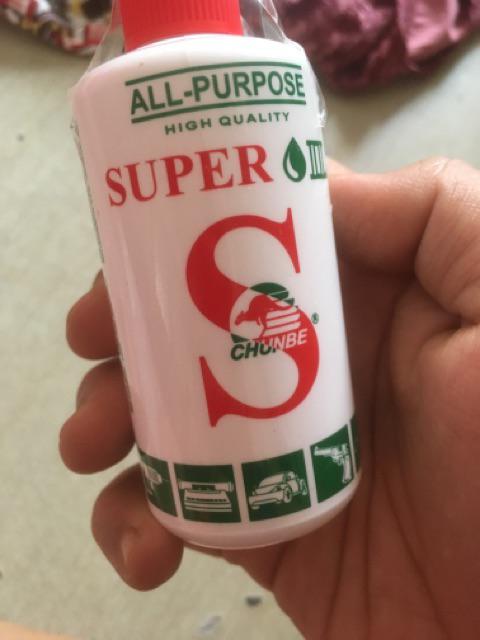 ALL-PURPOSE
HIGH QUALITY
SUPER
S
CHUNBE®